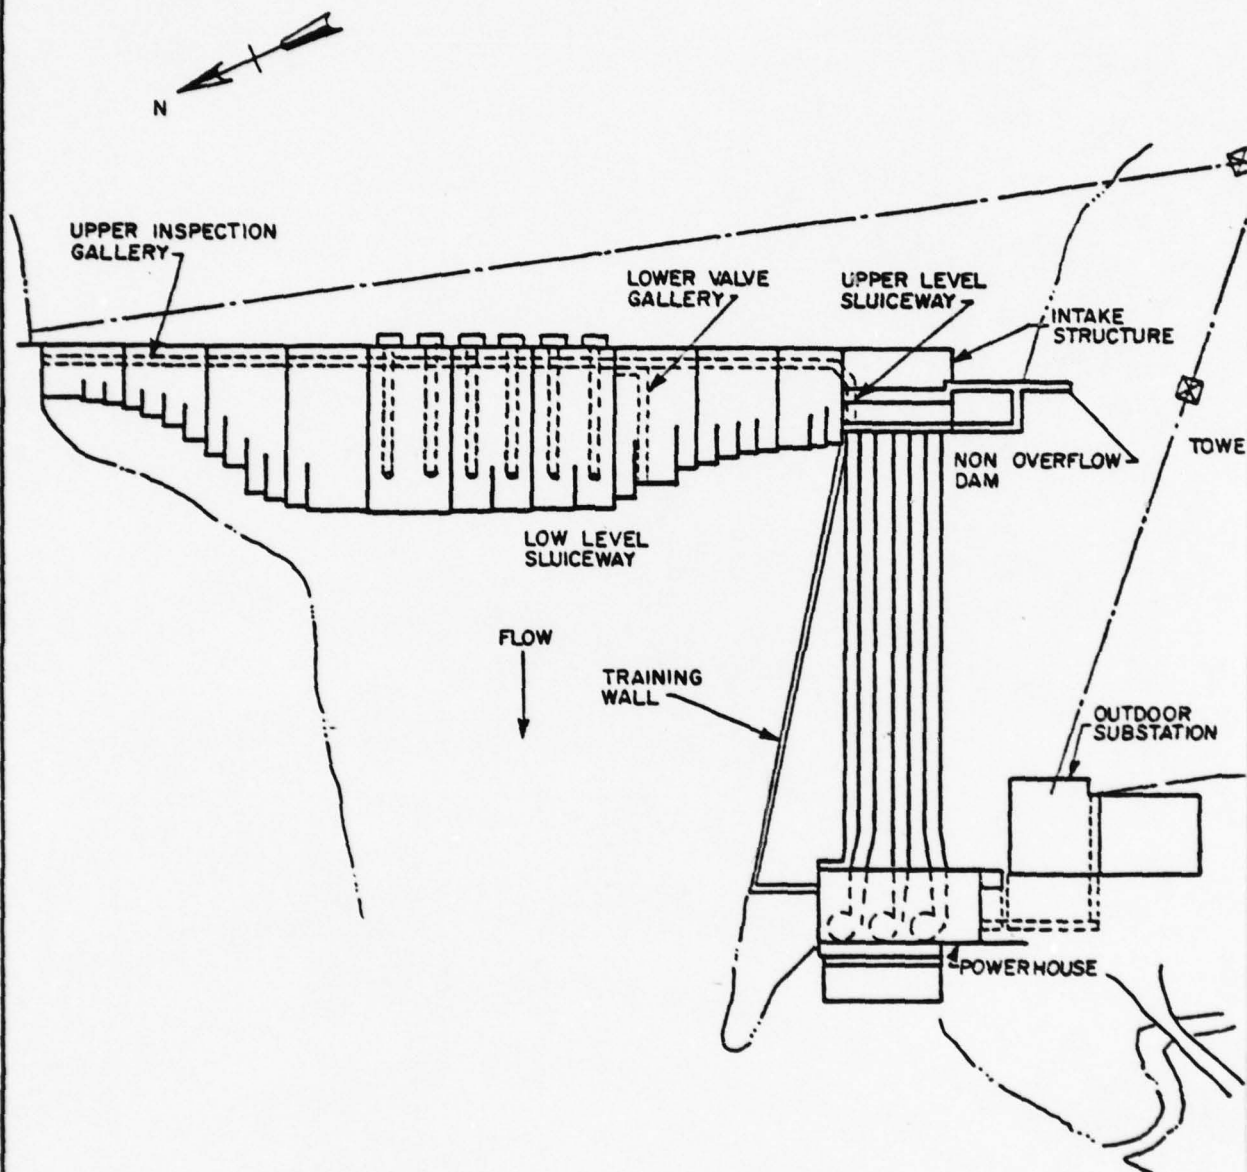 N
UPPER INSPECTION
GALLERY
LOWER VALVE
GALLERY
UPPER LEVEL
SLUICEWAY
INTAKE
STRUCTURE
NON OVERFLOW
DAM
TOWE
LOW LEVEL
SLUICEWAY
FLOW
TRAINING
WALL
OUTDOOR
SUBSTATION
POWERHOUSE